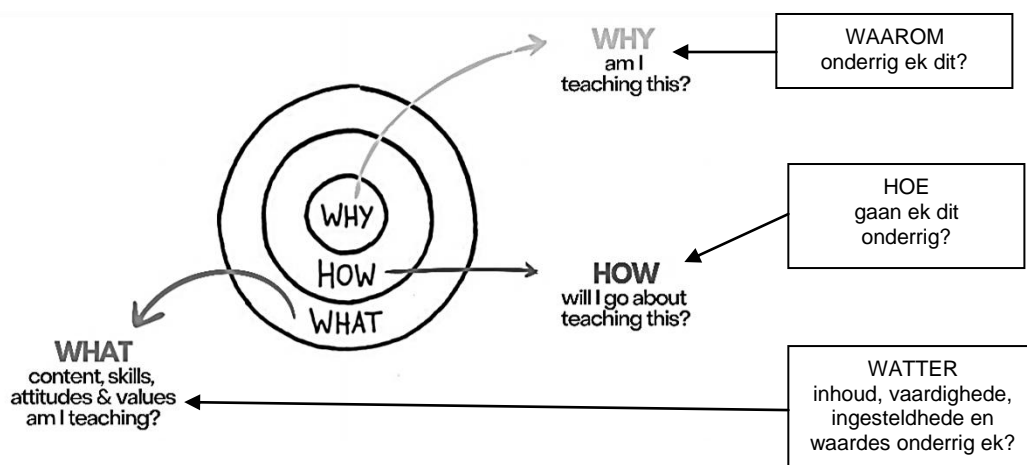 WHY
am I
teaching this?
WAAROM
onderrig ek dit?
WHY
HOW
WHAT
HOW
will I go about
teaching this?
HOE
gaan ek dit
onderrig?
WHAT
content, skills,
attitudes & values
am I teaching?
WATTER
inhoud, vaardighede,
ingesteldhede en
waardes onderrig ek?